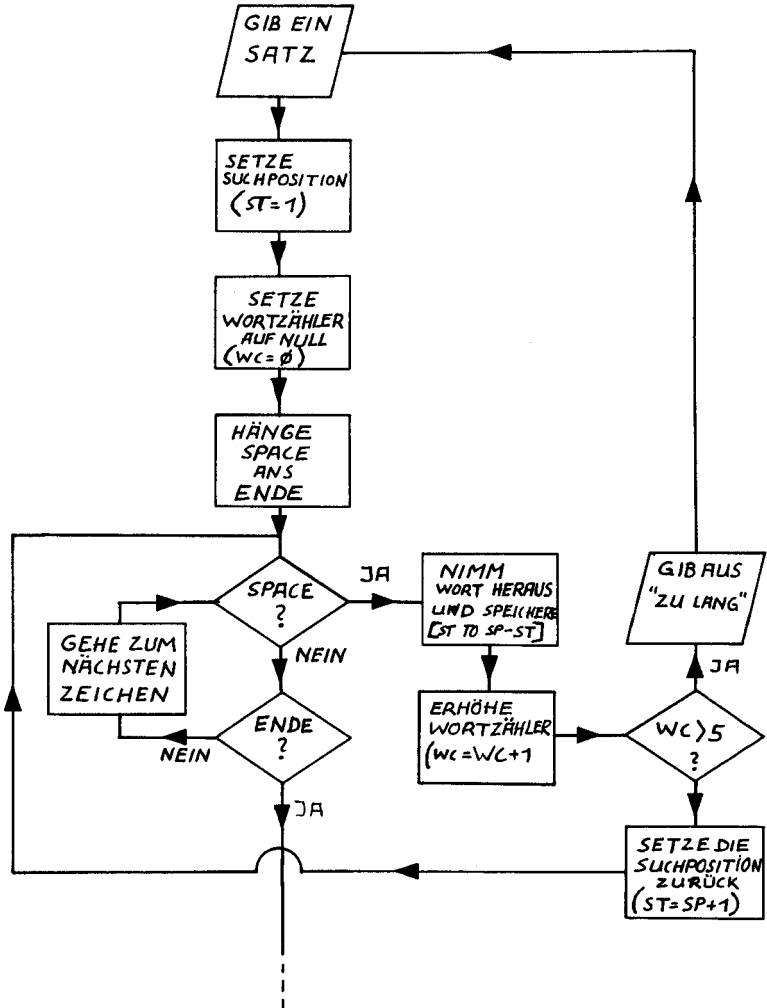 GIB EIN
SATZ
SETZE
SUCHPOSITION
(ST=1)
SETZE
WORTZÄHLER
AUF NULL
(WC=Ø)
HÄNGE
SPACE
ANS
ENDE
SPACE
?
JA
NEIN
NIMM
WORT HERAUS
UND SPEICHERE
[ST TO SP-ST]
GEHE ZUM
NÄCHSTEN
ZEICHEN
ENDE
?
NEIN
JA
ERHÖHE
WORTZÄHLER
(WC=WC+1
WC>5
?
JA
GIB AUS
"ZU LANG"
SETZE DIE
SUCHPOSITION
ZURÜCK
(ST=SP+1)